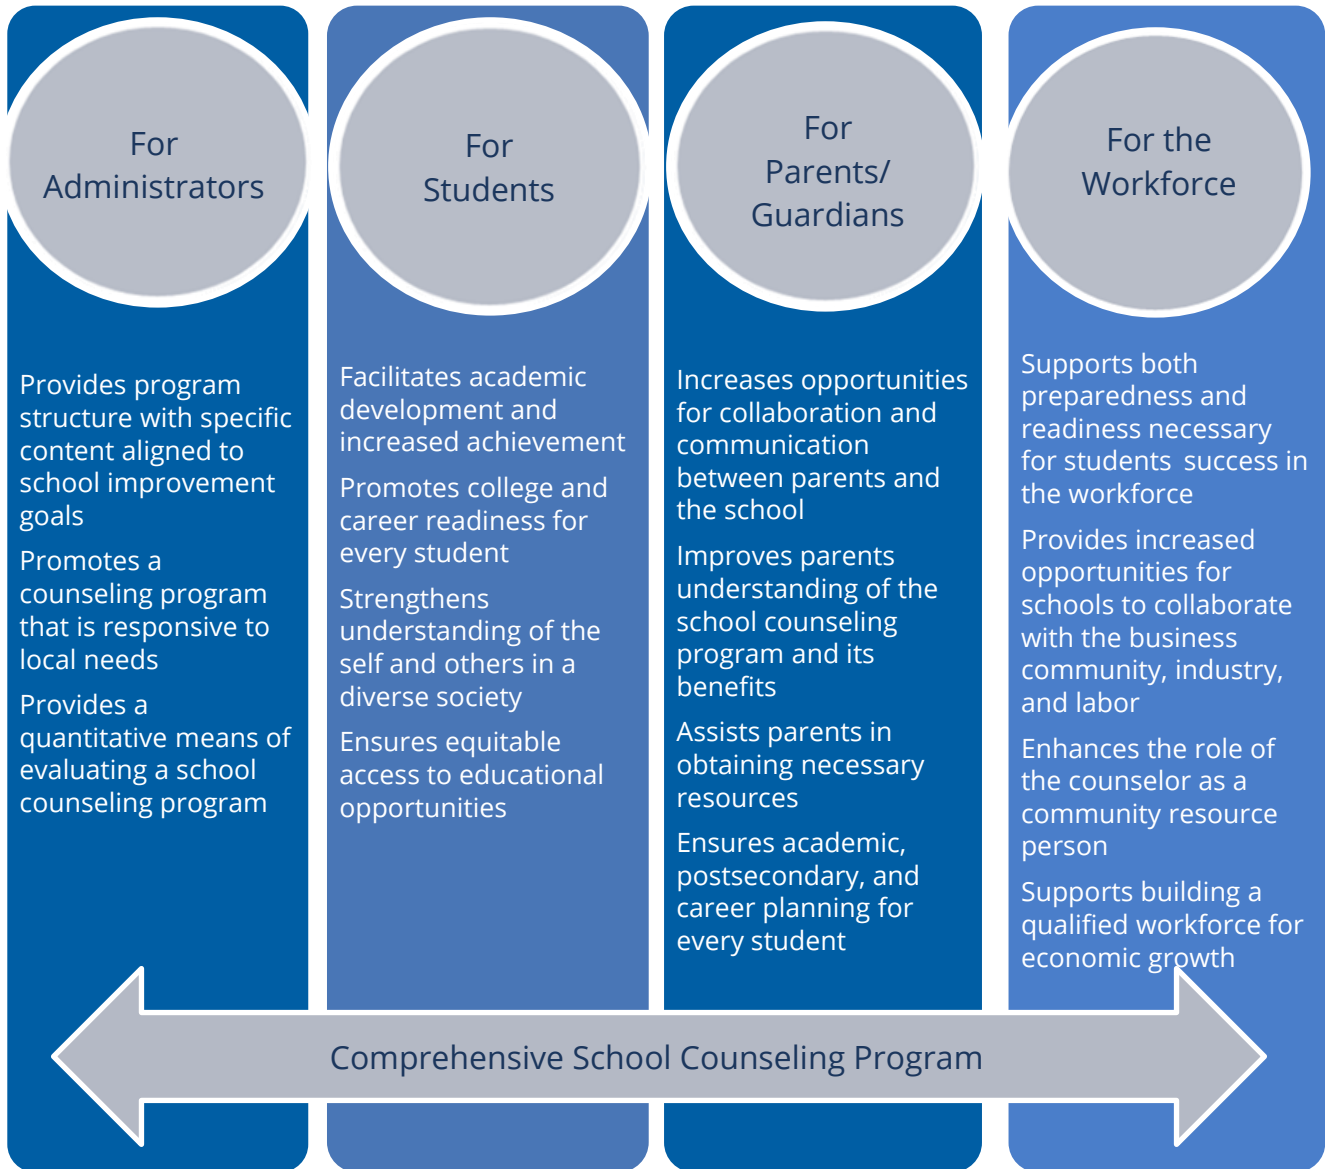 For
Administrators
Provides program
structure with specific
content aligned to
school improvement
goals
Promotes a
counseling program
that is responsive to
local needs
Provides a
quantitative means of
evaluating a school
counseling program
For
Students
Facilitates academic
development and
increased achievement
Promotes college and
career readiness for
every student
Strengthens
understanding of the
self and others in a
diverse society
Ensures equitable
access to educational
opportunities
For
Parents/
Guardians
Increases opportunities
for collaboration and
communication
between parents and
the school
Improves parents
understanding of the
school counseling
program and its
benefits
Assists parents in
obtaining necessary
resources
Ensures academic,
postsecondary, and
career planning for
every student
For the
Workforce
Supports both
preparedness and
readiness necessary
for students success in
the workforce
Provides increased
opportunities for
schools to collaborate
with the business
community, industry,
and labor
Enhances the role of
the counselor as a
community resource
person
Supports building a
qualified workforce for
economic growth
Comprehensive School Counseling Program